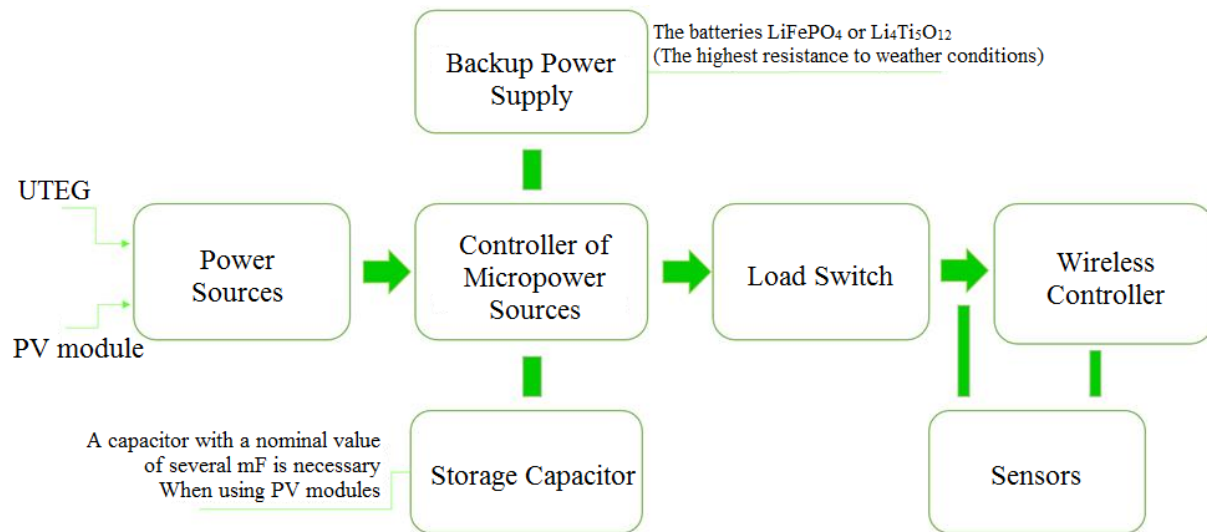 The batteries LiFePO₄ or Li₄Ti₅O₁₂
(The highest resistance to weather conditions)
Backup Power
Supply
UTEG
PV module
Power
Sources
Controller of
Micropower
Sources
Load Switch
Wireless
Controller
A capacitor with a nominal value
of several mF is necessary
When using PV modules
Storage Capacitor
Sensors